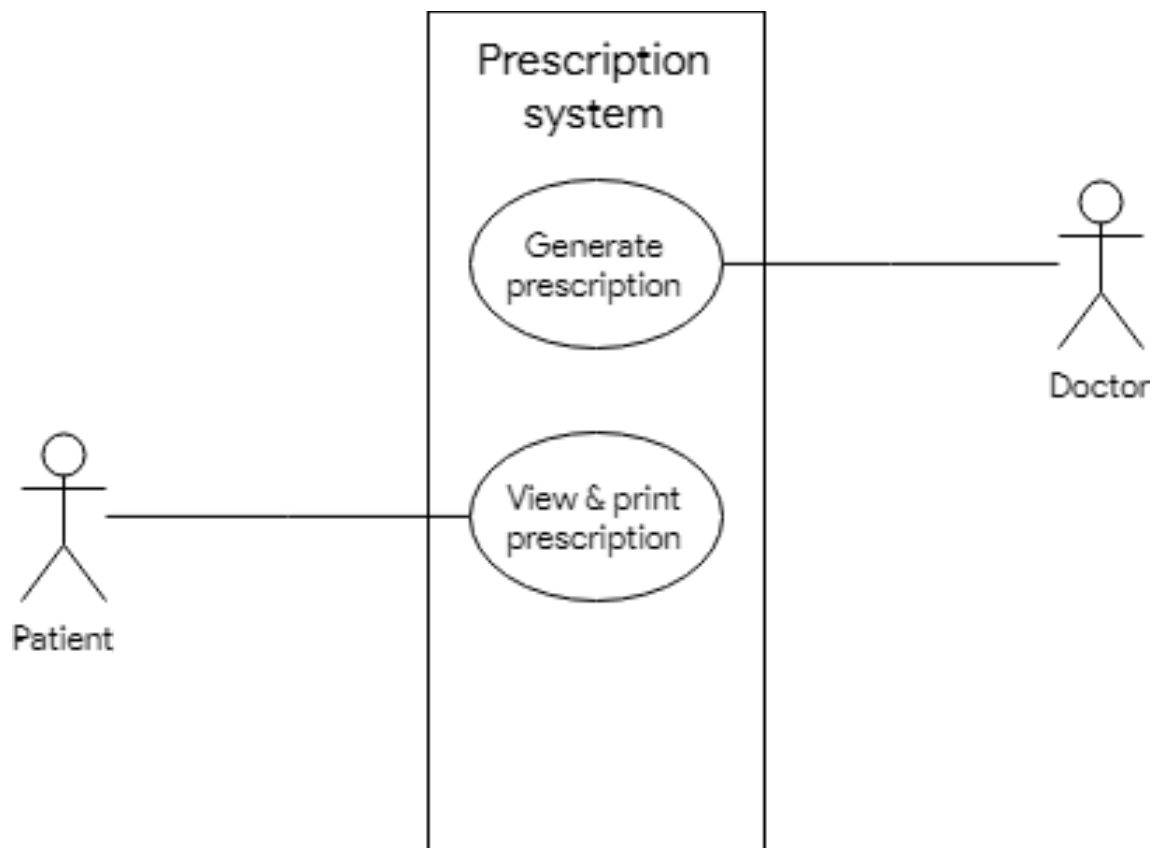 Prescription
system
Generate
prescription
Doctor
View & print
prescription
Patient